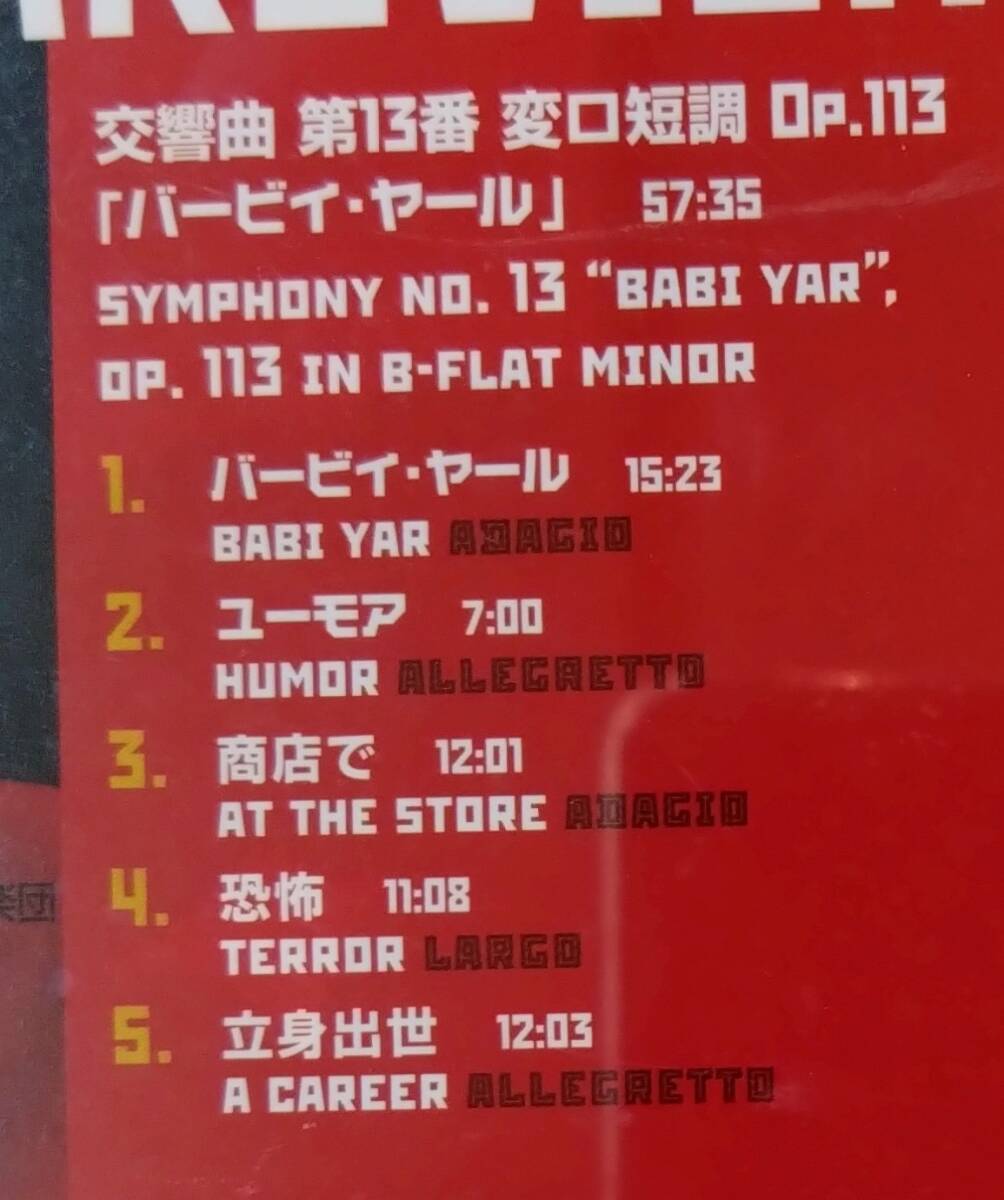 交響曲 第13番 変ロ短調 Op.113
「バービイ・ヤール」 57:35
SYMPHONY NO. 13 “BABI YAR”,
OP. 113 IN B-FLAT MINOR
1. バービイ・ヤール 15:23
BABI YAR ADAGIO
2. ユーモア 7:00
HUMOR ALLEGRETTO
3. 商店で 12:01
AT THE STORE ADAGIO
4. 恐怖 11:08
TERROR LARGO
5. 立身出世 12:03
A CAREER ALLEGRETTO